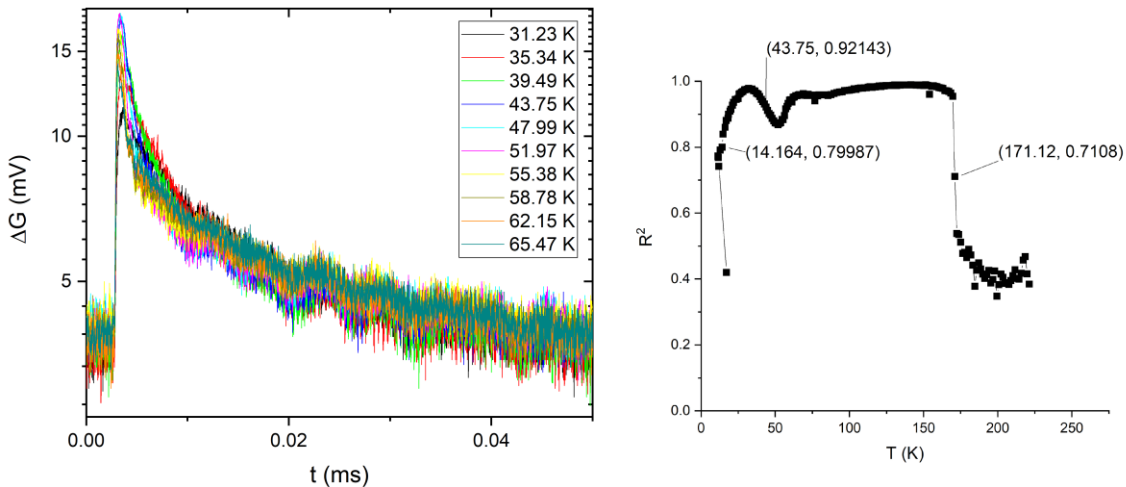 15
10
5
ΔG (mV)
0.00
0.02
0.04
t (ms)
31.23 K
35.34 K
39.49 K
43.75 K
47.99 K
51.97 K
55.38 K
58.78 K
62.15 K
65.47 K
(43.75, 0.92143)
(14.164, 0.79987)
(171.12, 0.7108)
1.0
0.8
0.6
0.4
0.2
0.0
R²
0
50
100
150
200
250
T (K)